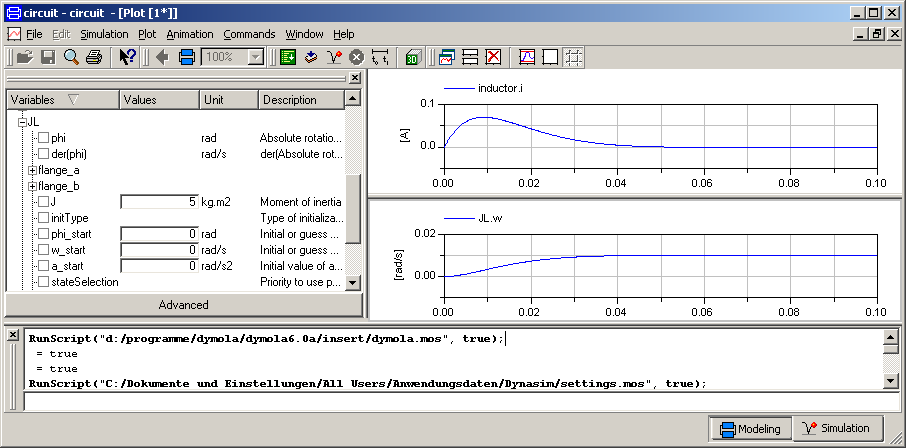 circuit - circuit - [Plot [1*]]
File Edit Simulation Plot Animation Commands Window Help
100%
Variables Values Unit Description
JL
phi rad Absolute rotatio...
der(phi) rad/s der(Absolute rot...
flange_a
flange_b
J 5 kg.m2 Moment of inertia
initType Type of initializa...
phi_start 0 rad Initial or guess ...
w_start 0 rad/s Initial or guess ...
a_start 0 rad/s2 Initial value of a...
stateSelection Priority to use p...
Advanced
inductor.i
0.1
[A]
0.0
0.00 0.02 0.04 0.06 0.08 0.10
JL.w
0.02
[rad/s]
0.00
0.00 0.02 0.04 0.06 0.08 0.10
RunScript("d:/programme/dymola/dymola6.0a/insert/dymola.mos", true);
= true
= true
RunScript("C:/Dokumente und Einstellungen/All Users/Anwendungsdaten/Dynasim/settings.mos", true);
Modeling Simulation